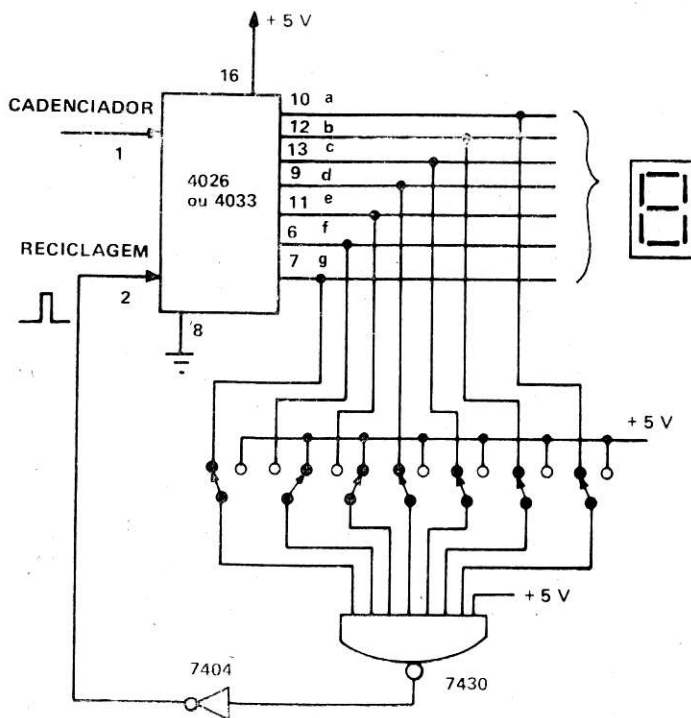 + 5 V
16
CADENCIADOR
1
4026
ou 4033
10 a
12 b
13 c
9 d
11 e
6 f
7 g
RECICLAGEM
2
8
+ 5 V
+ 5 V
7404
7430